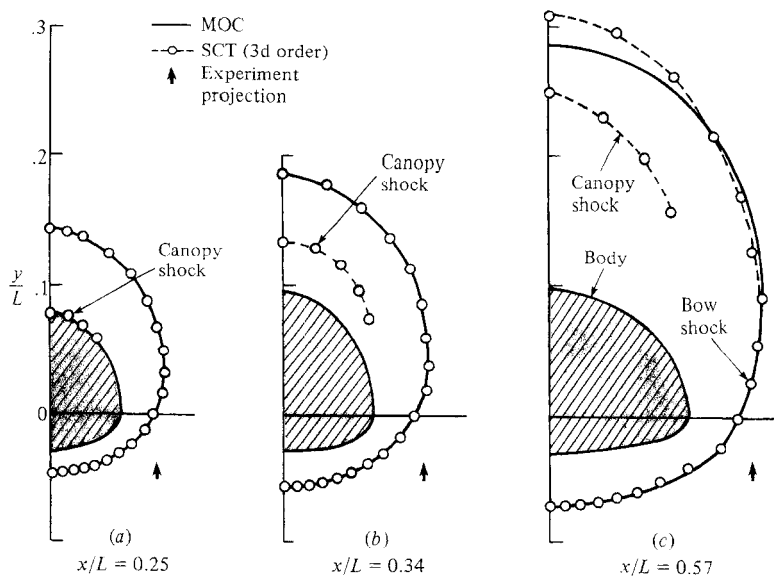 .3
.2
.1
0
y
L
MOC
SCT (3d order)
Experiment
projection
Canopy
shock
Canopy
shock
Canopy
shock
Body
Bow
shock
(a)
x/L = 0.25
(b)
x/L = 0.34
(c)
x/L = 0.57